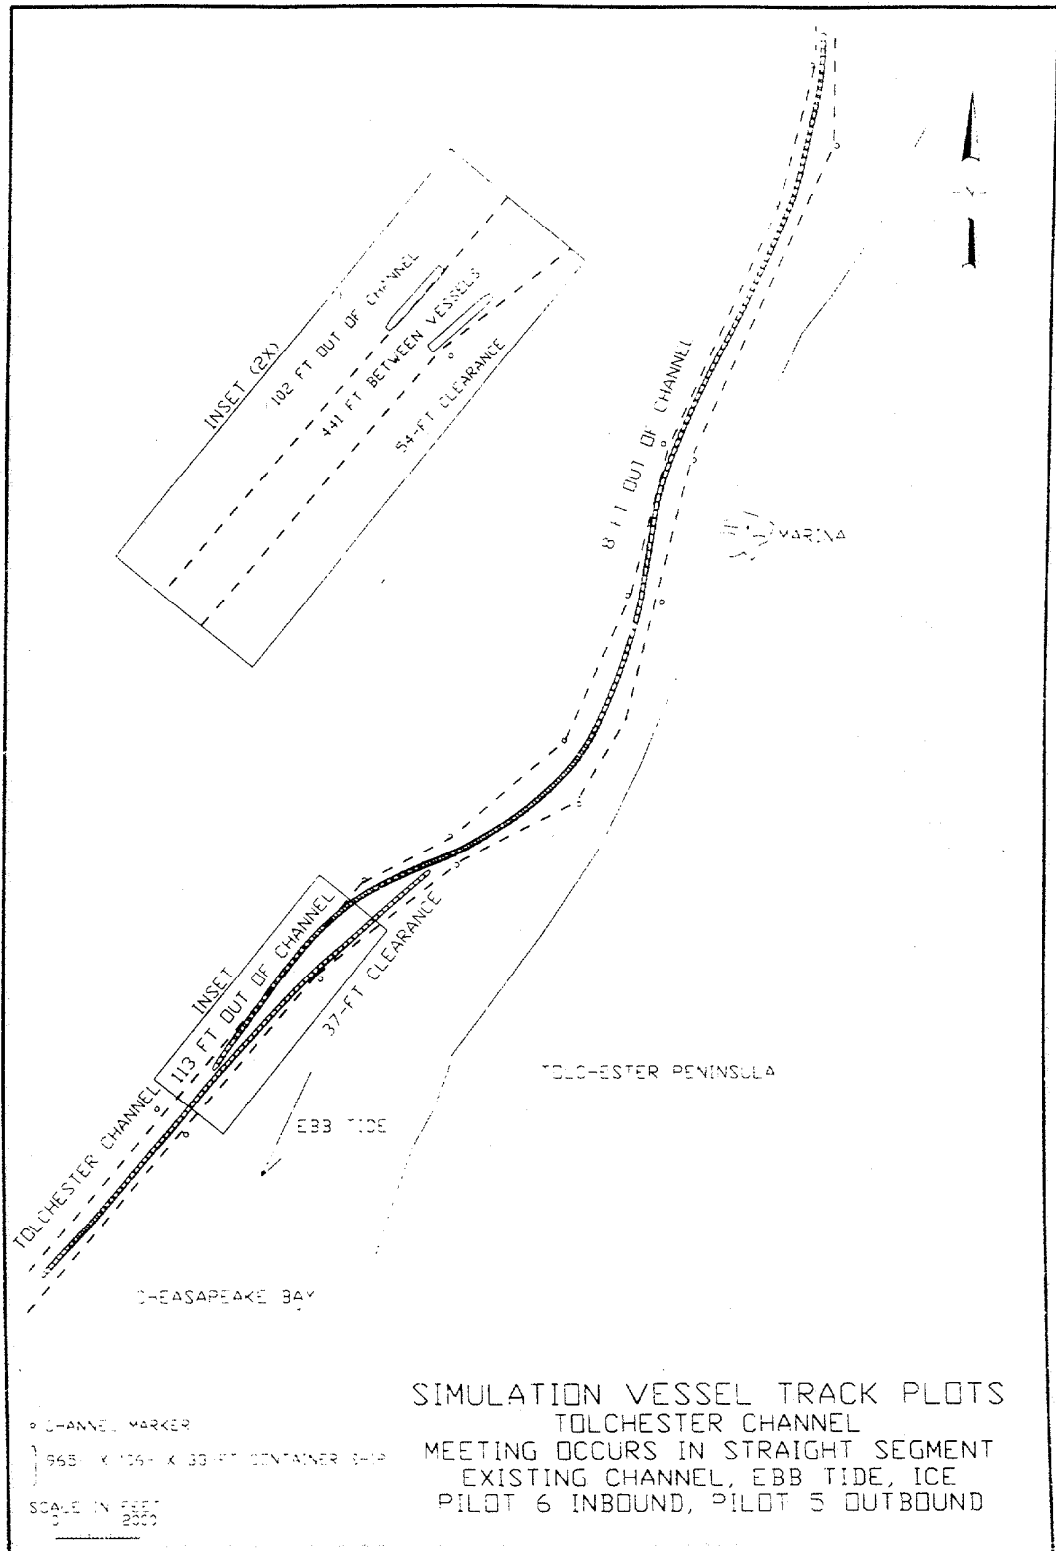 INSET (2X)
102 FT OUT OF CHANNEL
441 FT BETWEEN VESSELS
54-FT CLEARANCE
OUT OF CHANNEL
MARINA
INSET
113 FT OUT OF CHANNEL
37-FT CLEARANCE
TOLCHESTER CHANNEL
TOLCHESTER PENINSULA
EBB TIDE
CHEASAPEAKE BAY
CHANNEL MARKER
CONTAINER SHIP
SCALE IN FEET
0 2000
SIMULATION VESSEL TRACK PLOTS
TOLCHESTER CHANNEL
MEETING OCCURS IN STRAIGHT SEGMENT
EXISTING CHANNEL, EBB TIDE, ICE
PILOT 6 INBOUND, PILOT 5 OUTBOUND